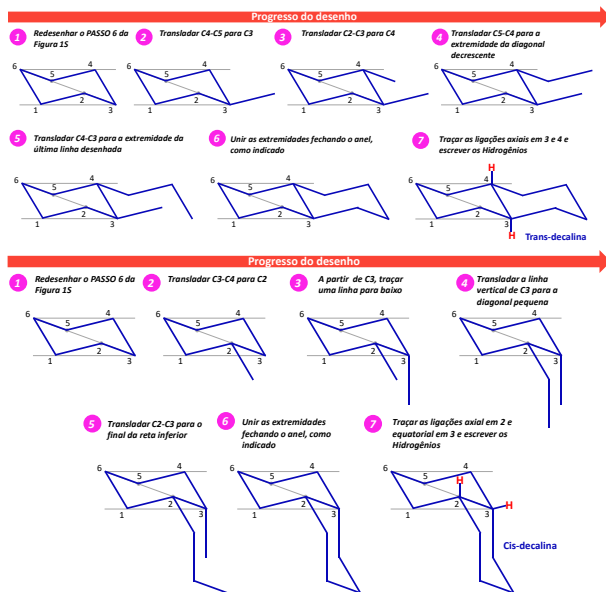 Progresso do desenho
1 Redesenhar o PASSO 6 da
Figura 1S
2 Transladar C4-C5 para C3
3 Transladar C2-C3 para C4
4 Transladar C5-C4 para a
extremidade da diagonal
decrescente
6 5 4 1 2 3
6 5 4 1 2 3
6 5 4 1 2 3
6 5 4 1 2 3
5 Transladar C4-C3 para a extremidade da
última linha desenhada
6 Unir as extremidades fechando o anel,
como indicado
7 Traçar as ligações axiais em 3 e 4 e
escrever os Hidrogênios
6 5 4 1 2 3
6 5 4 1 2 3
H
6 5 4 1 2 3
H
Trans-decalina
Progresso do desenho
1 Redesenhar o PASSO 6 da
Figura 1S
2 Transladar C3-C4 para C2
3 A partir de C3, traçar
uma linha para baixo
4 Transladar a linha
vertical de C3 para a
diagonal pequena
6 5 4 1 2 3
6 5 4 1 2 3
6 5 4 1 2 3
6 5 4 1 2 3
5 Transladar C2-C3 para o
final da reta inferior
6 Unir as extremidades
fechando o anel, como
indicado
7 Traçar as ligações axial em 2 e
equatorial em 3 e escrever os
Hidrogênios
6 5 4 1 2 3
6 5 4 1 2 3
6 5 4 1 2 3
H
H
Cis-decalina